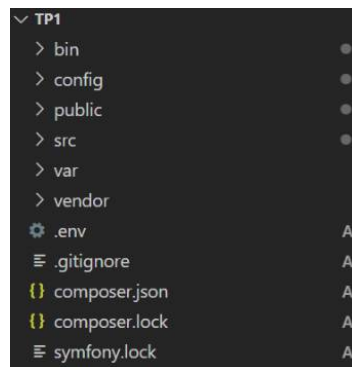 TP1
bin
config
public
src
var
vendor
.env A
.gitignore A
{} composer.json A
{} composer.lock A
symfony.lock A